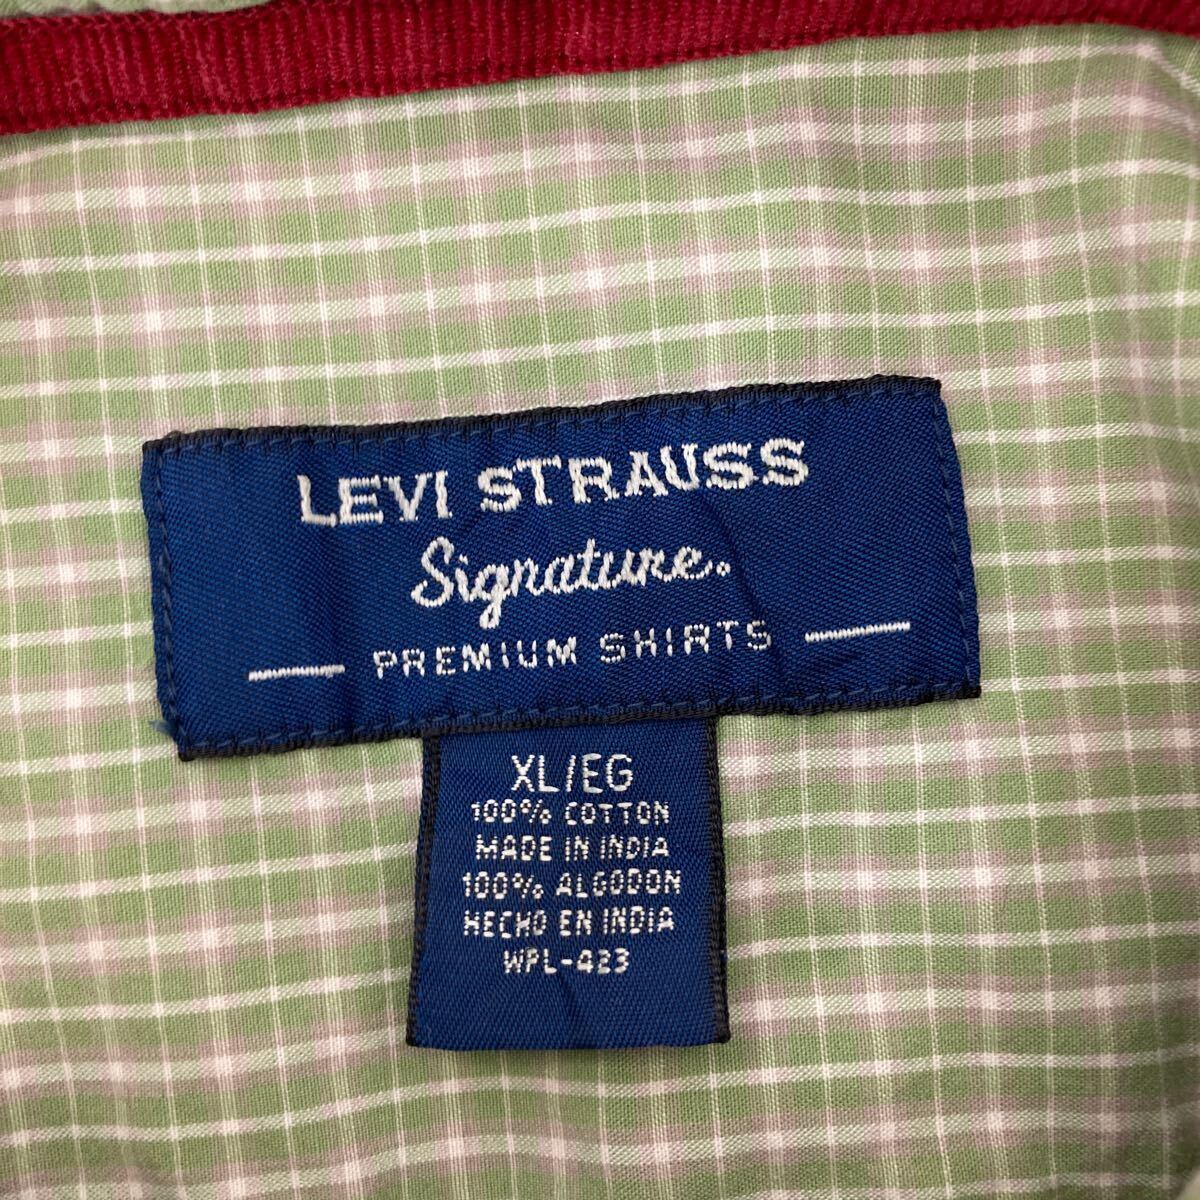 LEVI STRAUSS
Signature.
PREMIUM SHIRTS
XL/EG
100% COTTON
MADE IN INDIA
100% ALGODON
HECHO EN INDIA
WPL-423